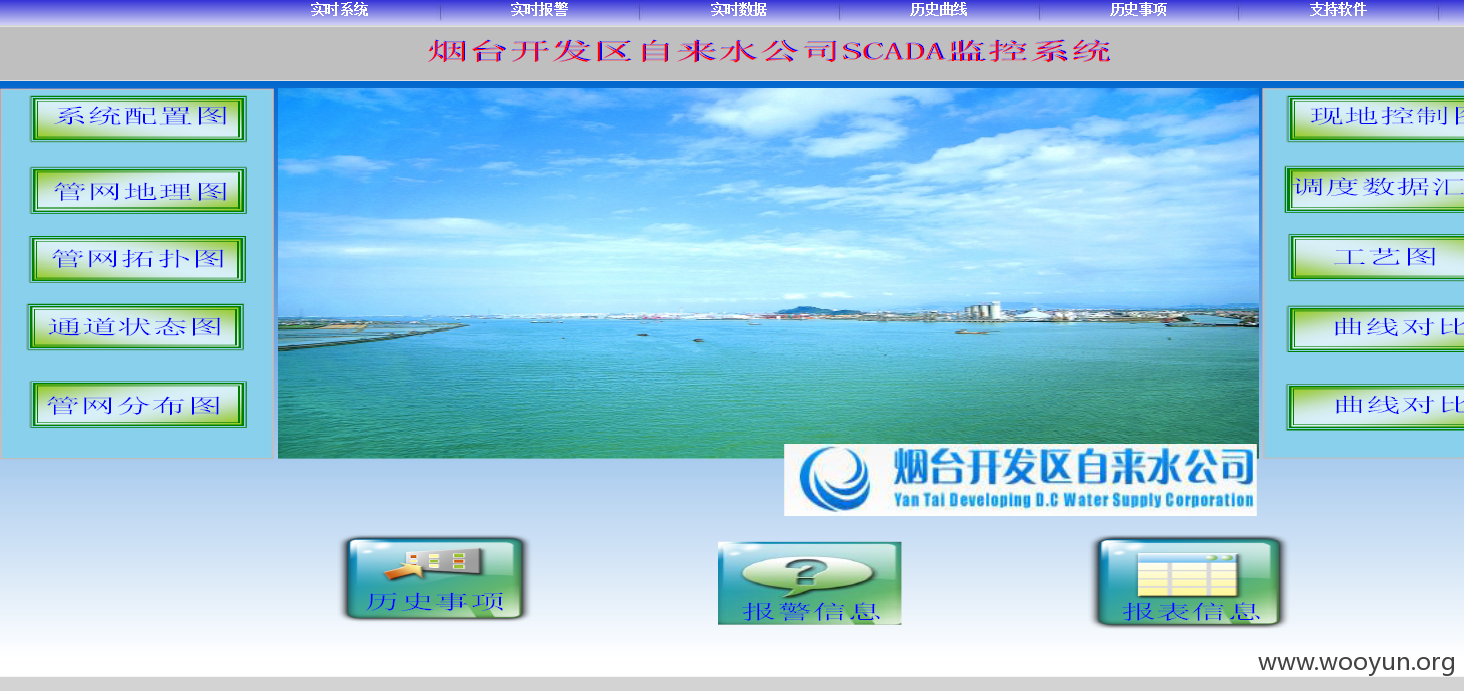 实时系统 实时报警 实时数据 历史曲线 历史事项 支持软件
烟台开发区自来水公司SCADA监控系统
系统配置图
管网地理图
管网拓扑图
通道状态图
管网分布图
现地控制图
调度数据汇
工艺图
曲线对比
曲线对比
烟台开发区自来水公司
Yan Tai Developing D.C Water Supply Corporation
历史事项
报警信息
报表信息
www.wooyun.org